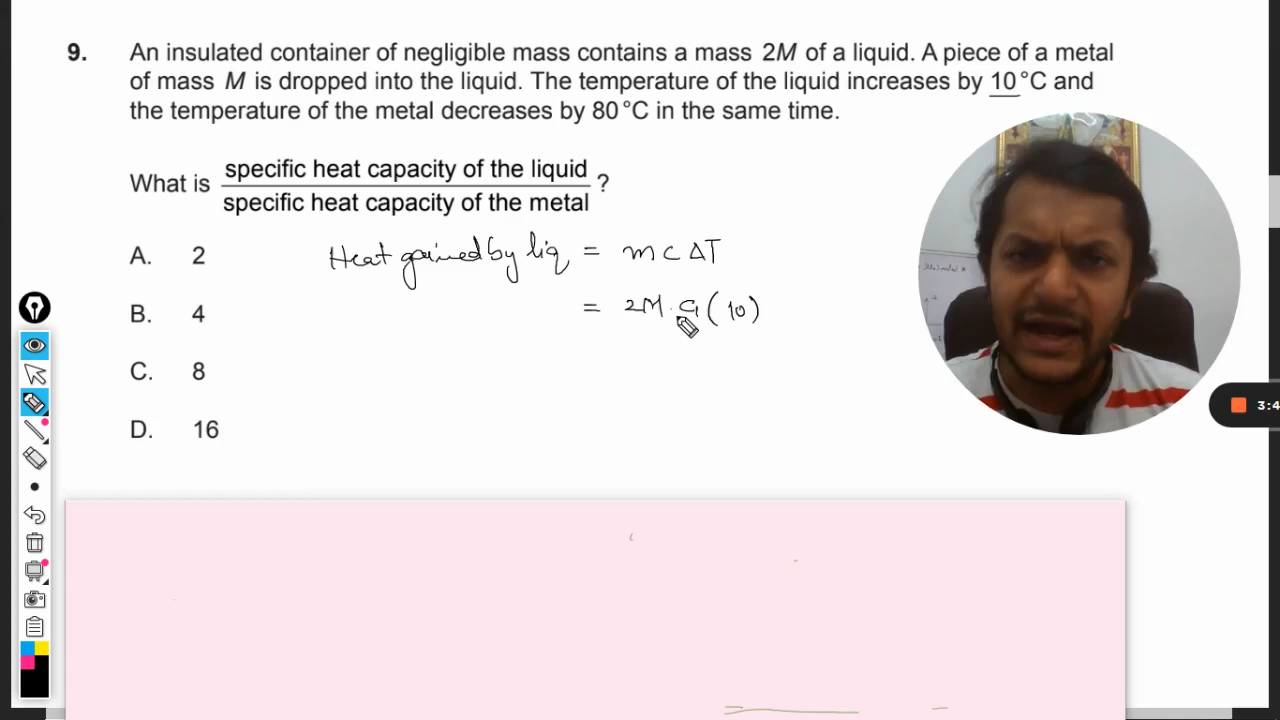 9. An insulated container of negligible mass contains a mass 2M of a liquid. A piece of a metal
of mass M is dropped into the liquid. The temperature of the liquid increases by 10 °C and
the temperature of the metal decreases by 80 °C in the same time.
What is specific heat capacity of the liquid / specific heat capacity of the metal ?
A. 2
B. 4
C. 8
D. 16
Heat gained by liq = m c ΔT
= 2M . C₁ (10)
3:4